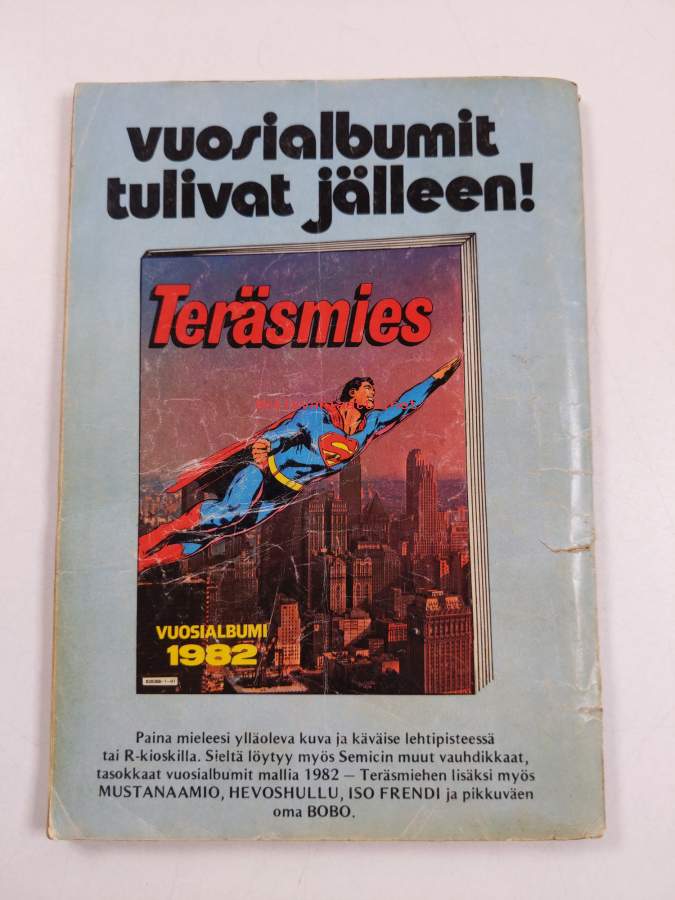 vuosialbumit
tulivat jälleen!
Teräsmies
S
VUOSIALBUMI
1982
Paina mieleesi ylläoleva kuva ja käväise lehtipisteessä
tai R-kioskilla. Sieltä löytyy myös Semicin muut vauhdikkaat,
tasokkaat vuosialbumit mallia 1982 — Teräsmiehen lisäksi myös
MUSTANAAMIO, HEVOSHULLU, ISO FRENDI ja pikkuväen
oma BOBO.